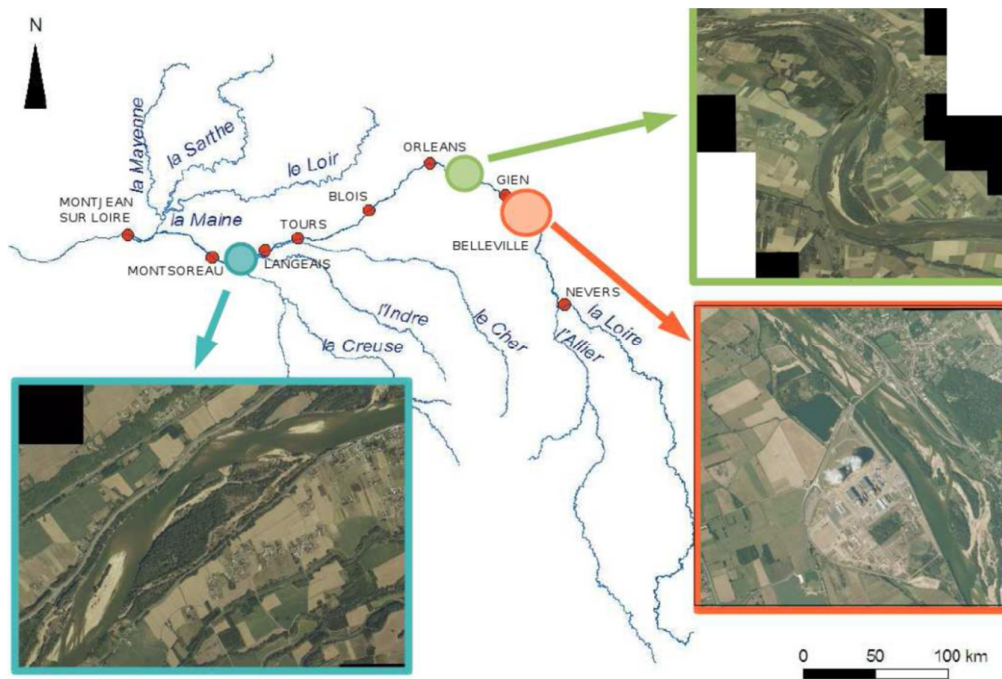 N
la Mayenne
la Sarthe
le Loir
ORLEANS
GIEN
BLOIS
MONTJEAN
SUR LOIRE
la Maine
TOURS
BELLEVILLE
MONTSOREAU
LANGEAIS
NEVERS
la Loire
l'Indre
le Cher
l'Allier
la Creuse
0 50 100 km